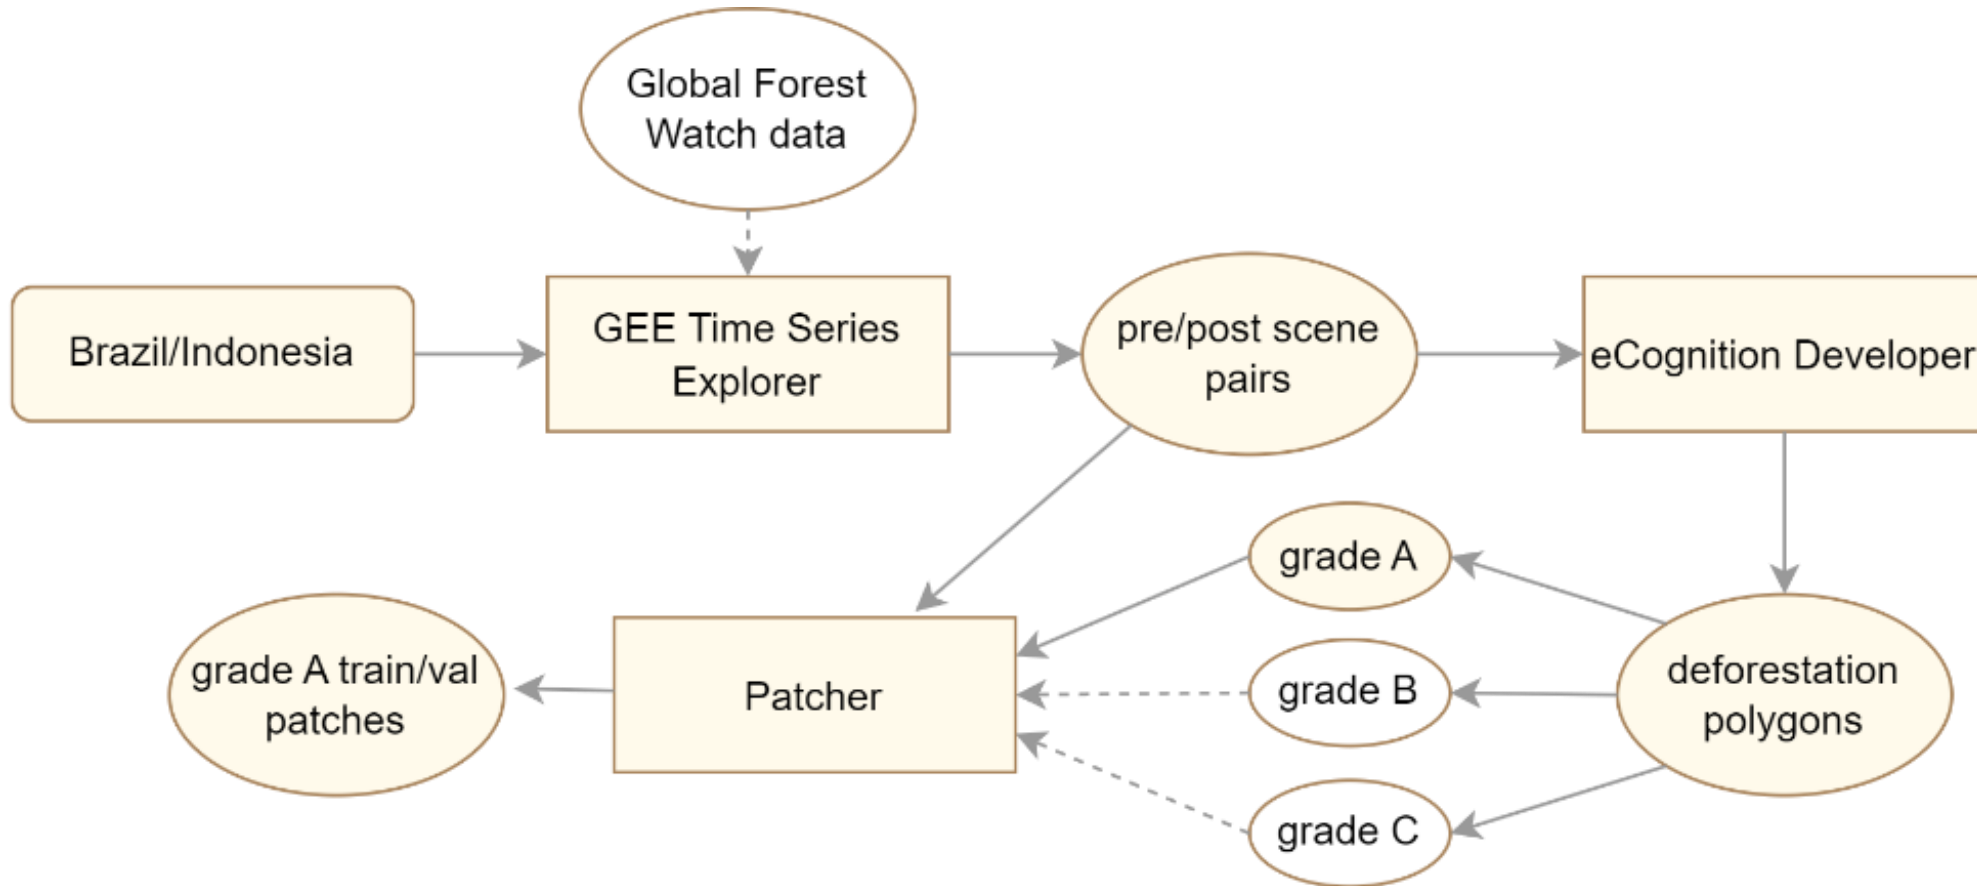 Global Forest
Watch data
Brazil/Indonesia
GEE Time Series
Explorer
pre/post scene
pairs
eCognition Developer
grade A
grade A train/val
patches
Patcher
grade B
deforestation
polygons
grade C